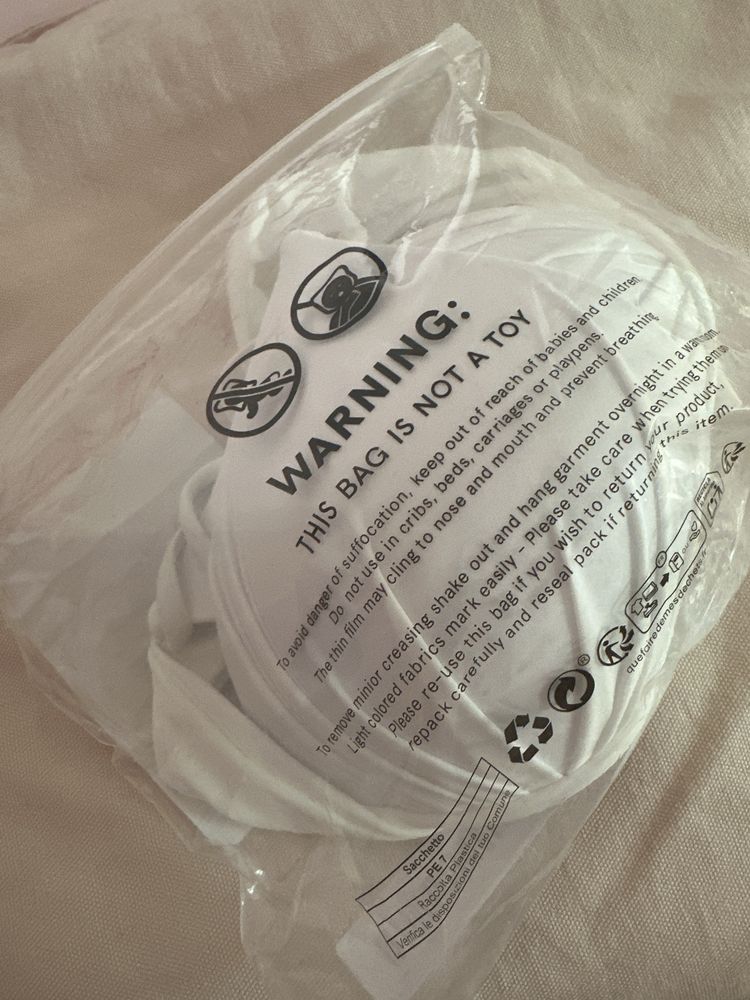 WARNING:
THIS BAG IS NOT A TOY
To avoid danger of suffocation, keep out of reach of babies and children.
Do not use in cribs, beds, carriages or playpens.
The thin film may cling to nose and mouth and prevent breathing.
To remove minior creasing shake out and hang garment overnight in a warm room.
Light colored fabrics mark easily - Please take care when trying them on
Please re-use this bag if you wish to return your product,
repack carefully and reseal pack if returning this item.
®
quefairedemesdechets.fr
Sacchetto
PE 7
Raccolta Plastica
Verifica le disposizioni del tuo Comune